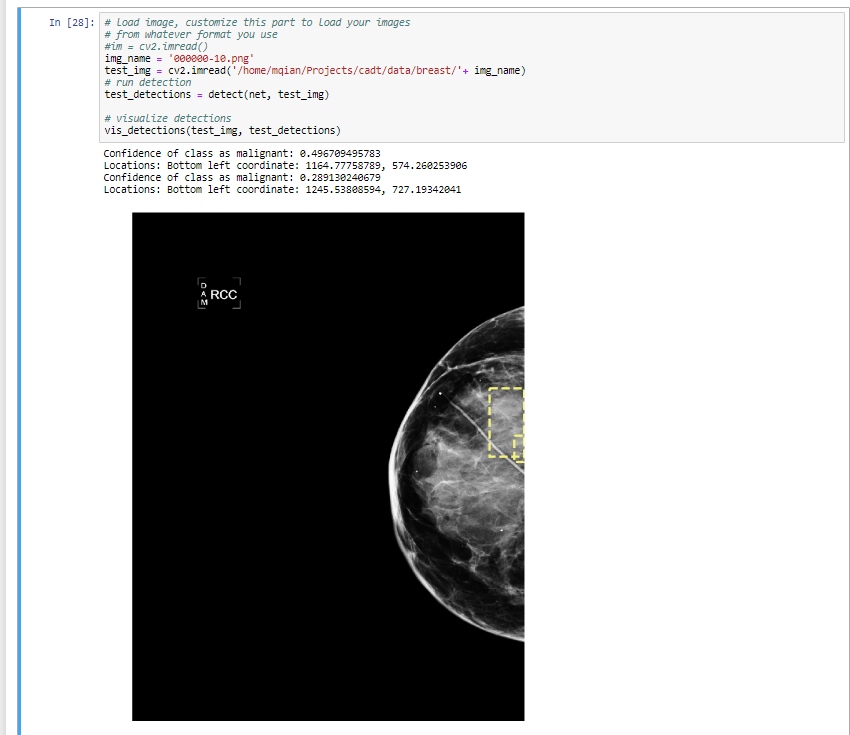 In [28]: # Load image, customize this part to load your images
# from whatever format you use
#im = cv2.imread()
img_name = '000000-10.png'
test_img = cv2.imread('/home/mqian/Projects/cadt/data/breast/'+ img_name)
# run detection
test_detections = detect(net, test_img)
# visualize detections
vis_detections(test_img, test_detections)
Confidence of class as malignant: 0.496709495783
Locations: Bottom left coordinate: 1164.77758789, 574.260253906
Confidence of class as malignant: 0.289130240679
Locations: Bottom left coordinate: 1245.53808594, 727.19342041
DAM
RCC